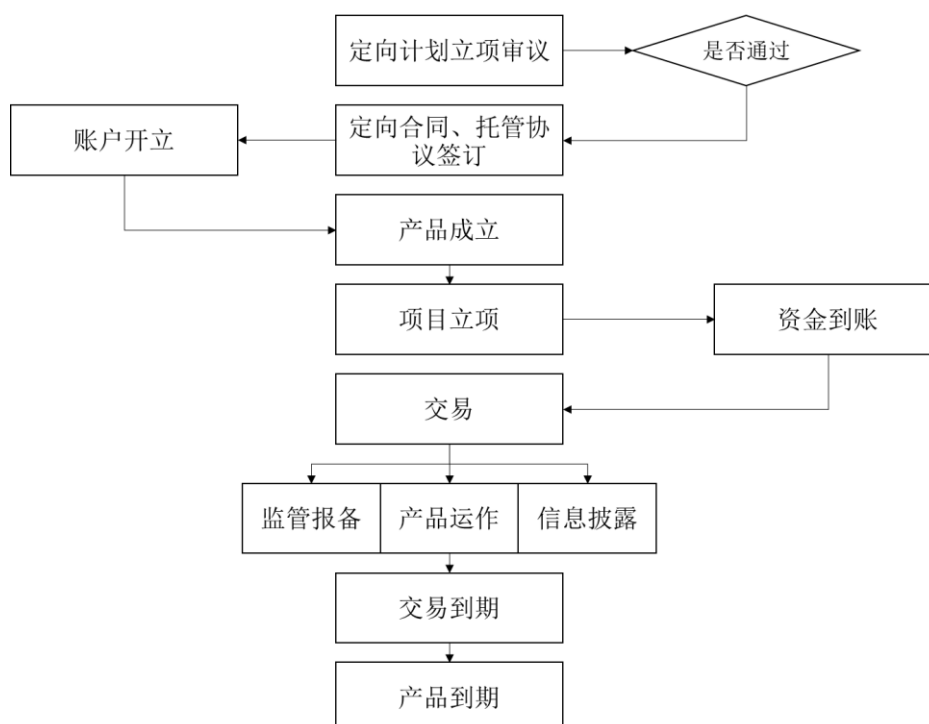 定向计划立项审议
是否通过
账户开立
定向合同、托管协
议签订
产品成立
项目立项
资金到账
交易
监管报备
产品运作
信息披露
交易到期
产品到期